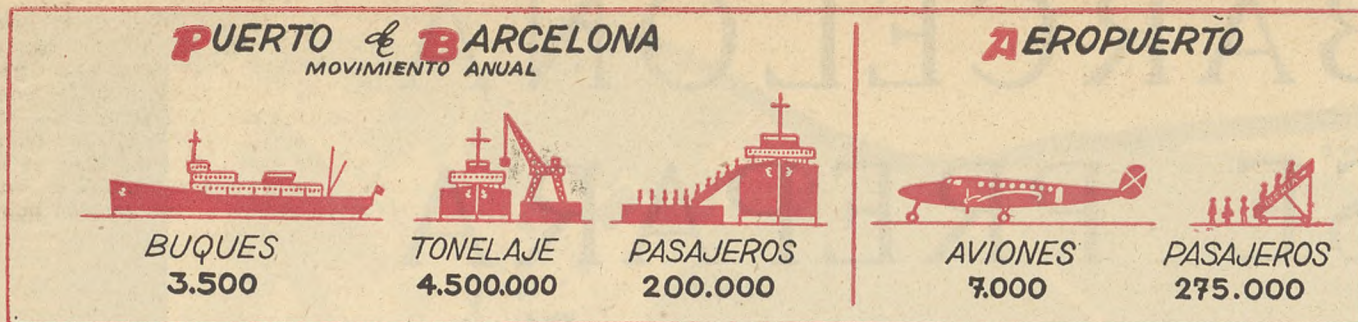 PUERTO de BARCELONA
MOVIMIENTO ANUAL
BUQUES
3.500
TONELAJE
4.500.000
PASAJEROS
200.000
AEROPUERTO
AVIONES
7.000
PASAJEROS
275.000